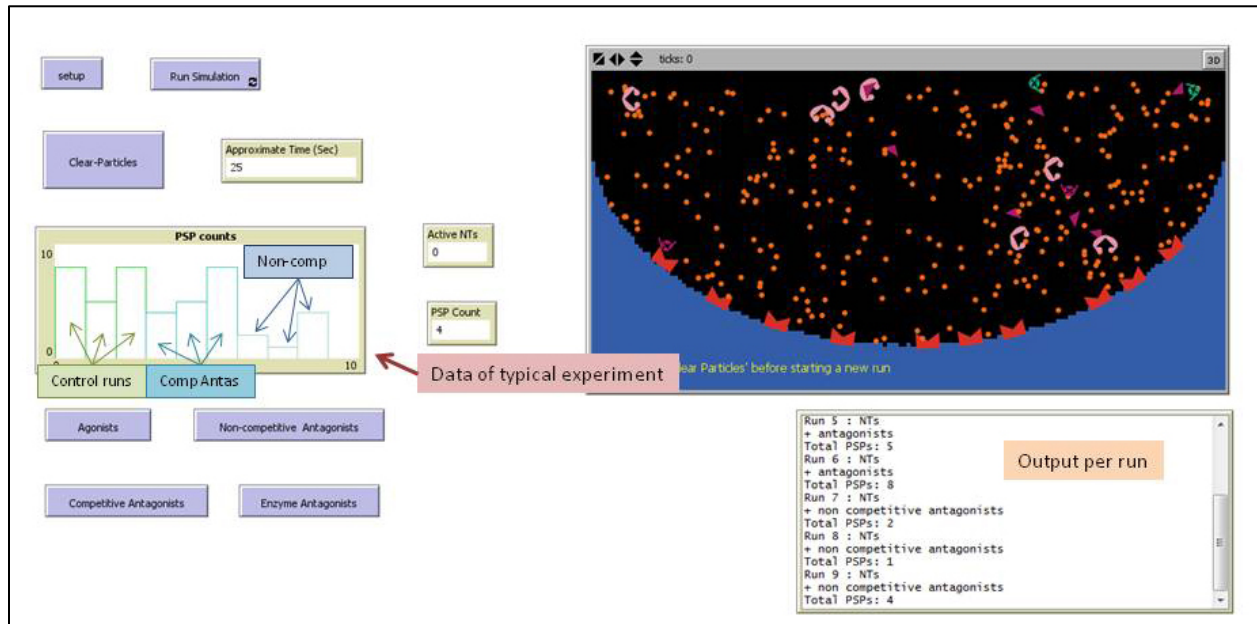 setup
Run Simulation
ticks: 0
3D
Clear-Particles
Approximate Time (Sec)
25
PSP counts
10
0
10
Non-comp
Control runs
Comp Antas
Active NTs
0
PSP Count
4
Data of typical experiment
lear Particles' before starting a new run
Agonists
Non-competitive Antagonists
Competitive Antagonists
Enzyme Antagonists
Run 5 : NTs
+ antagonists
Total PSPs: 5
Run 6 : NTs
+ antagonists
Total PSPs: 8
Run 7 : NTs
+ non competitive antagonists
Total PSPs: 2
Run 8 : NTs
+ non competitive antagonists
Total PSPs: 1
Run 9 : NTs
+ non competitive antagonists
Total PSPs: 4
Output per run